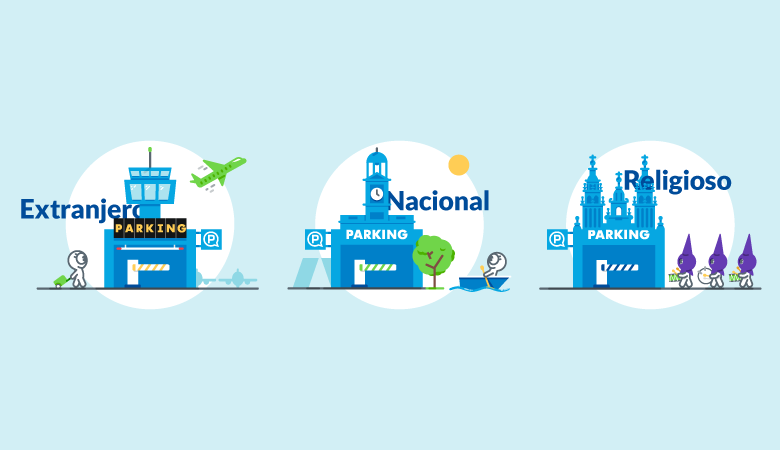 Extranjero
PARKING
P
Nacional
P
PARKING
Religioso
P
PARKING